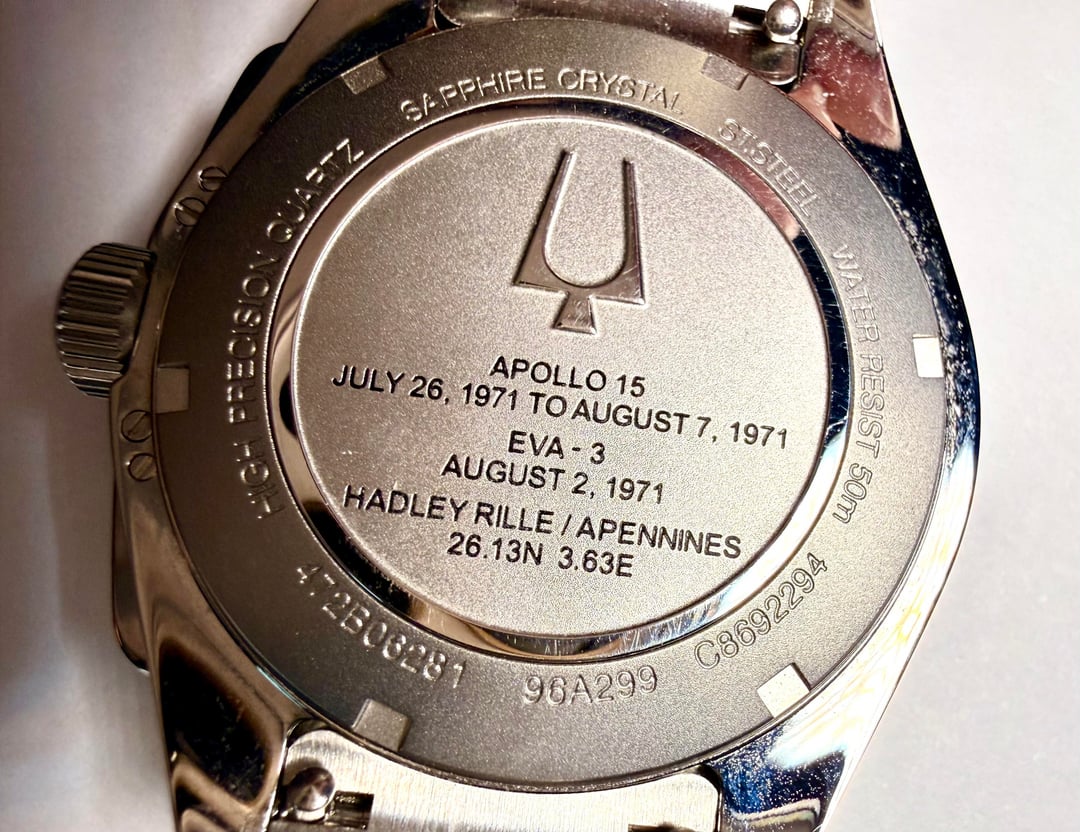 HIGH PRECISION QUARTZ SAPPHIRE CRYSTAL ST.STEEL WATER RESIST 50m
APOLLO 15
JULY 26, 1971 TO AUGUST 7, 1971
EVA - 3
AUGUST 2, 1971
HADLEY RILLE / APENNINES
26.13N 3.63E
472B08281 96A299 C8692294